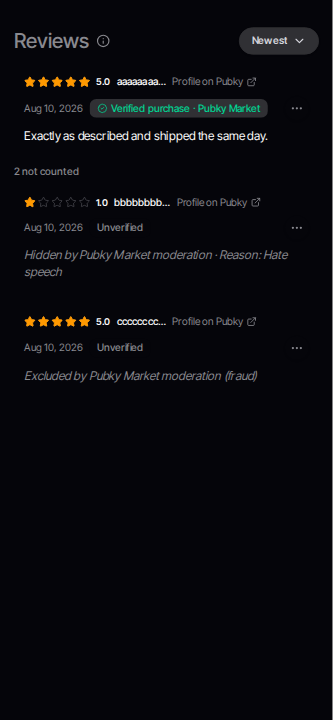 Reviews
Newest
5.0 aaaaaaaa... Profile on Pubky
Aug 10, 2026 Verified purchase · Pubky Market
Exactly as described and shipped the same day.
2 not counted
1.0 bbbbbbbb... Profile on Pubky
Aug 10, 2026 Unverified
Hidden by Pubky Market moderation · Reason: Hate
speech
5.0 cccccccc... Profile on Pubky
Aug 10, 2026 Unverified
Excluded by Pubky Market moderation (fraud)